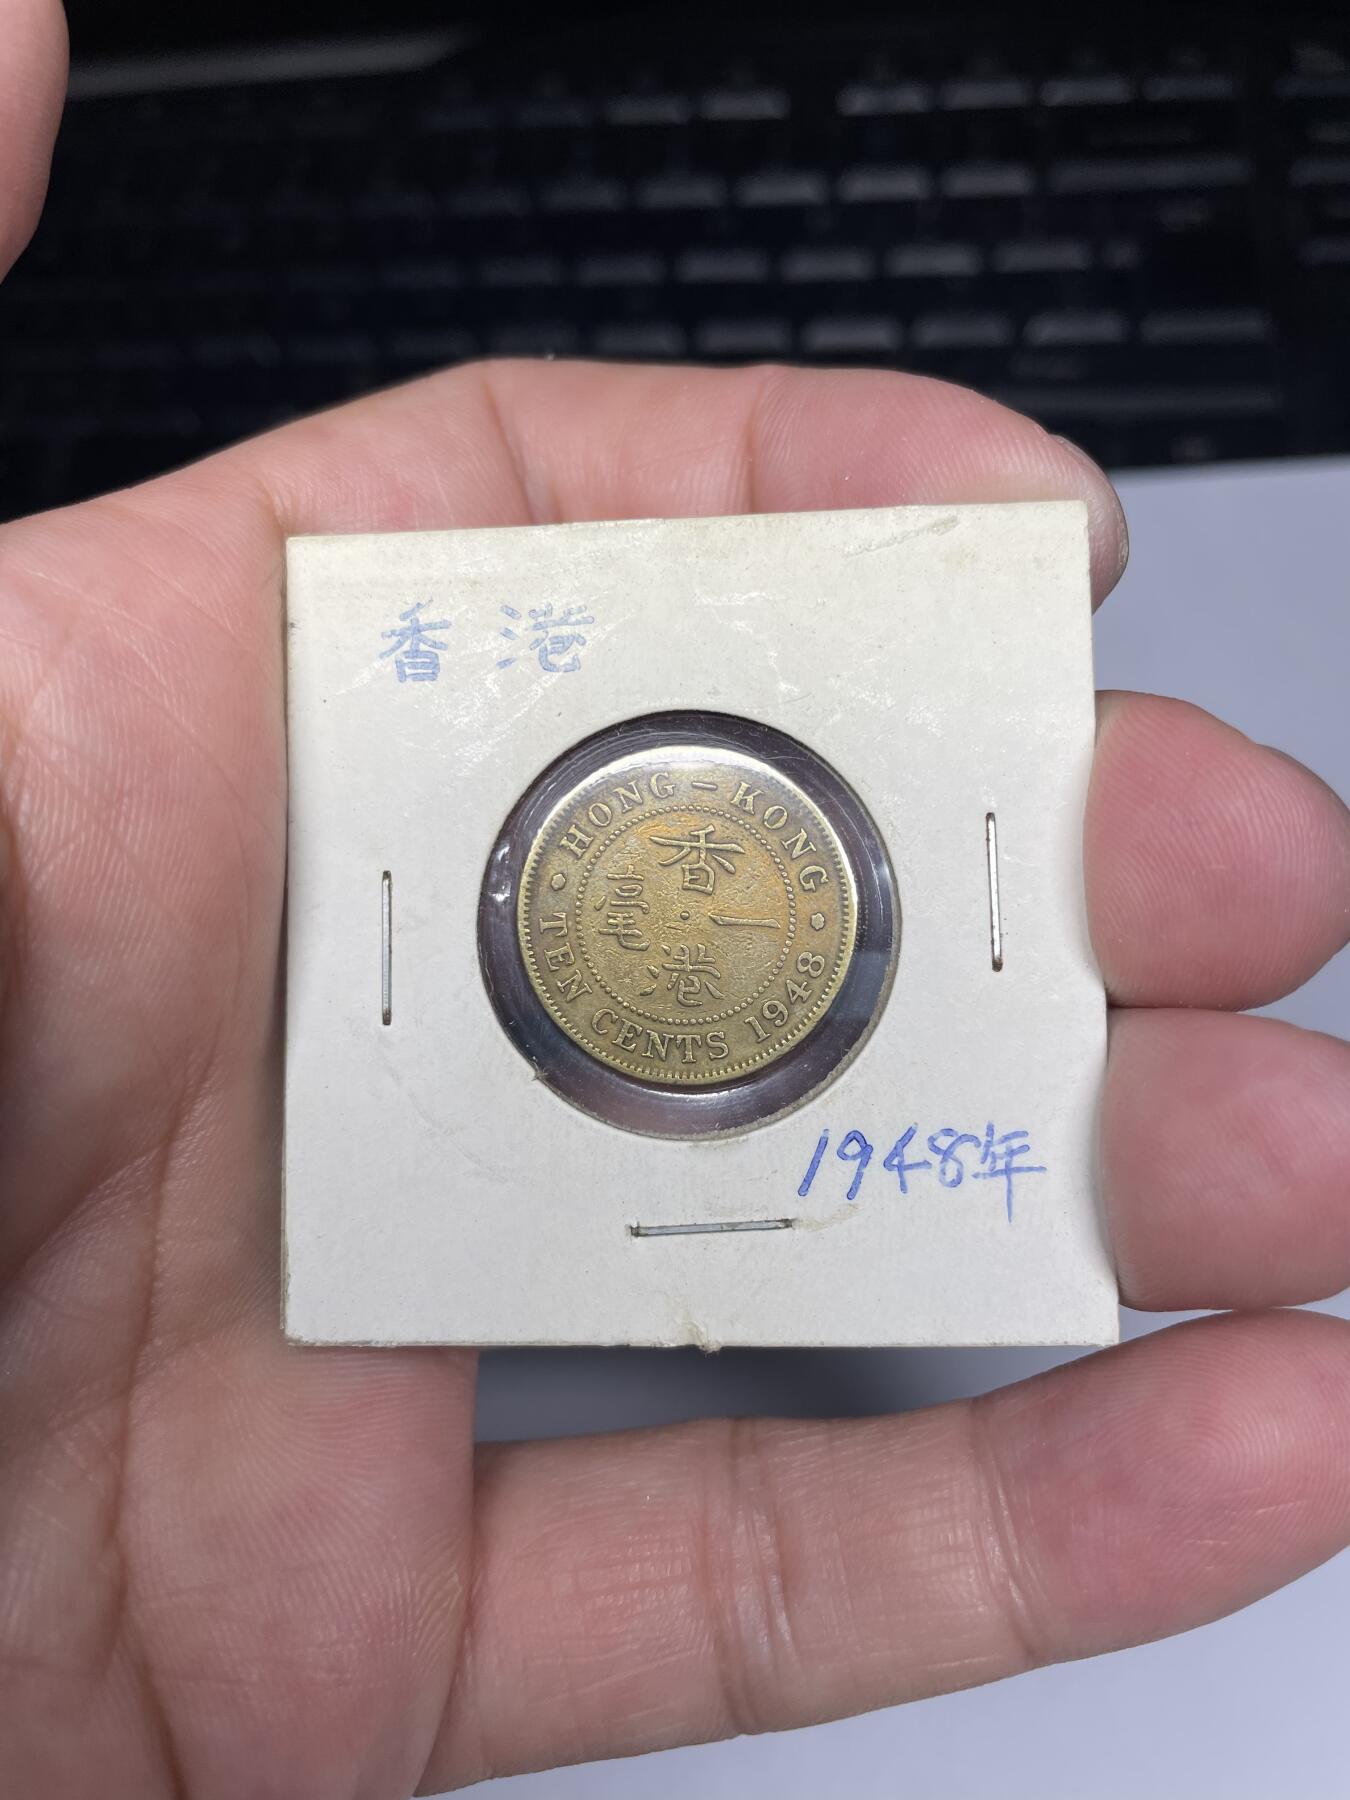 香港
HONG-KONG
香
毫 一
港
TEN CENTS 1948
1948年